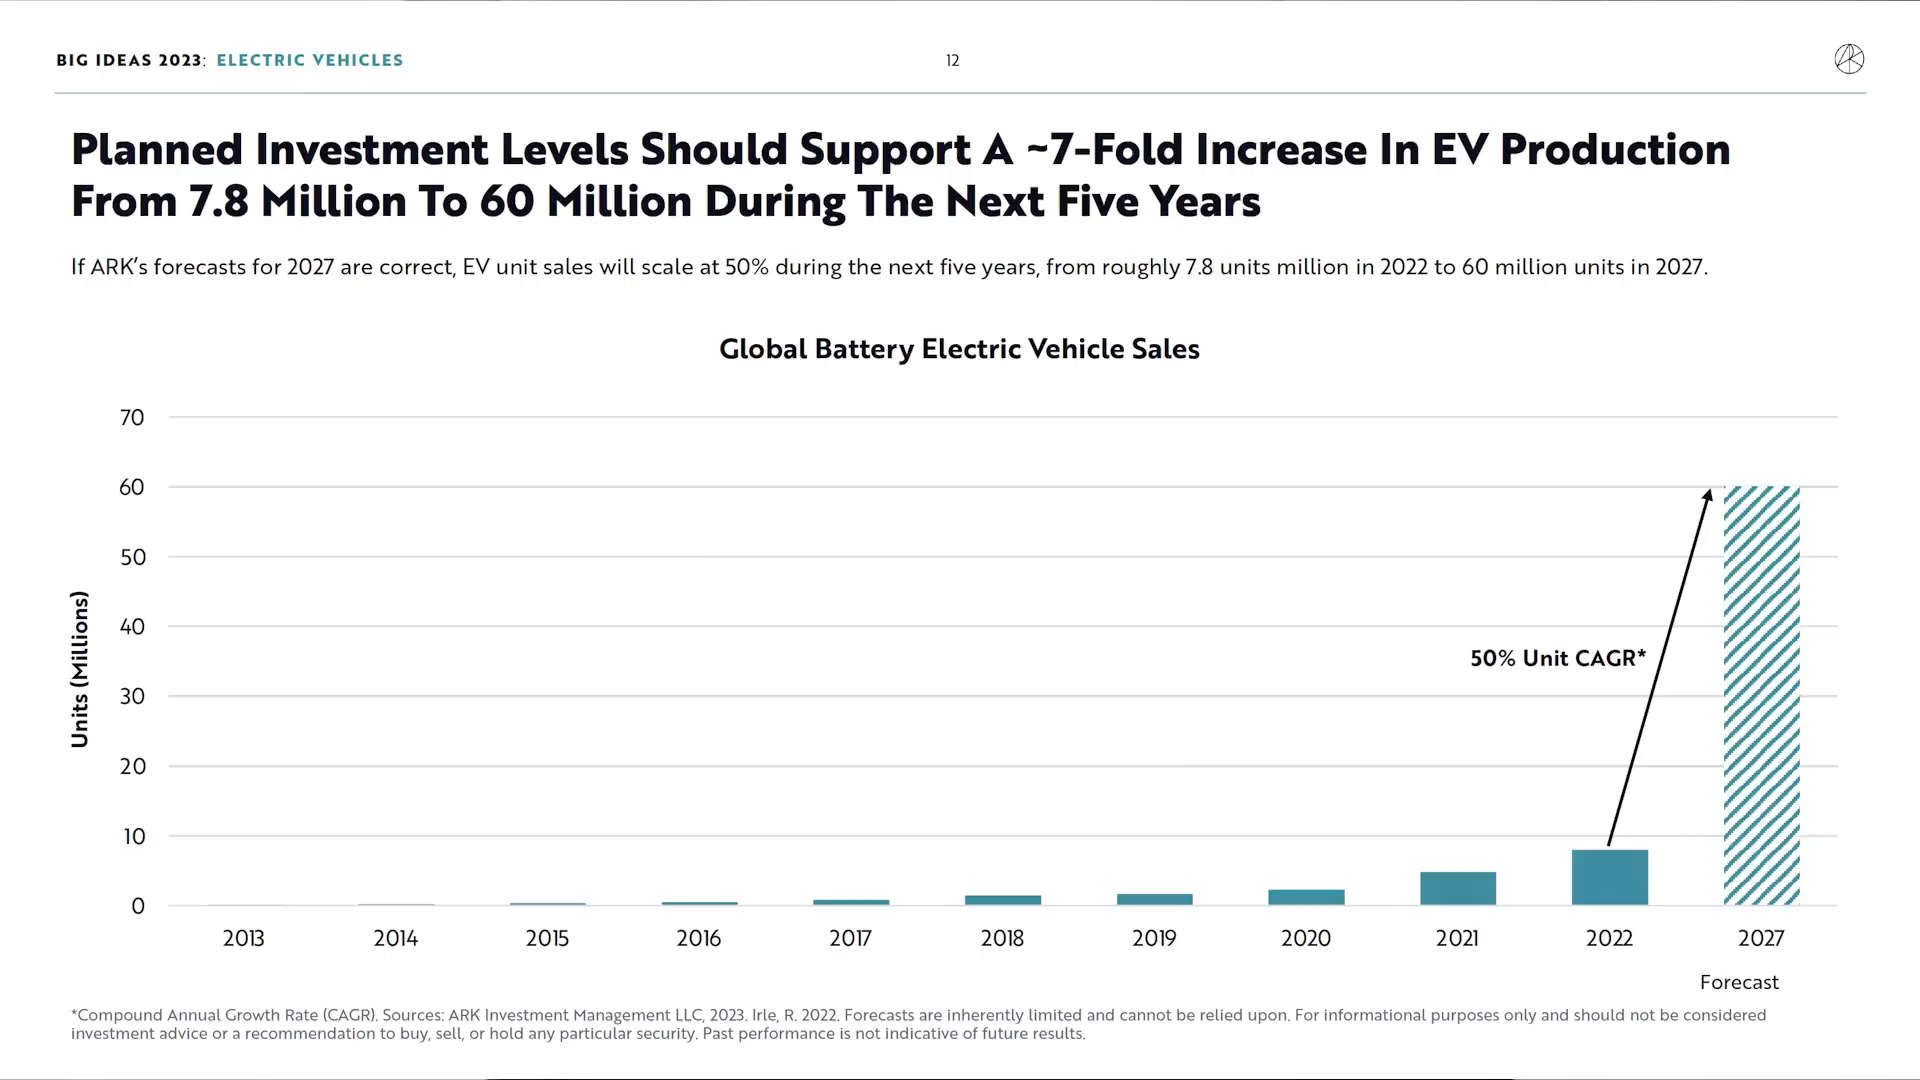 BIG IDEAS 2023: ELECTRIC VEHICLES
12
Planned Investment Levels Should Support A ~7-Fold Increase In EV Production
From 7.8 Million To 60 Million During The Next Five Years
If ARK’s forecasts for 2027 are correct, EV unit sales will scale at 50% during the next five years, from roughly 7.8 units million in 2022 to 60 million units in 2027.
Global Battery Electric Vehicle Sales
Units (Millions)
70
60
50
40
30
20
10
0
50% Unit CAGR*
2013 2014 2015 2016 2017 2018 2019 2020 2021 2022 2027
Forecast
*Compound Annual Growth Rate (CAGR). Sources: ARK Investment Management LLC, 2023. Irle, R. 2022. Forecasts are inherently limited and cannot be relied upon. For informational purposes only and should not be considered
investment advice or a recommendation to buy, sell, or hold any particular security. Past performance is not indicative of future results.